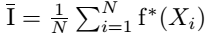 Ī = 1/N ∑_{i=1}^{N} f*(X_i)